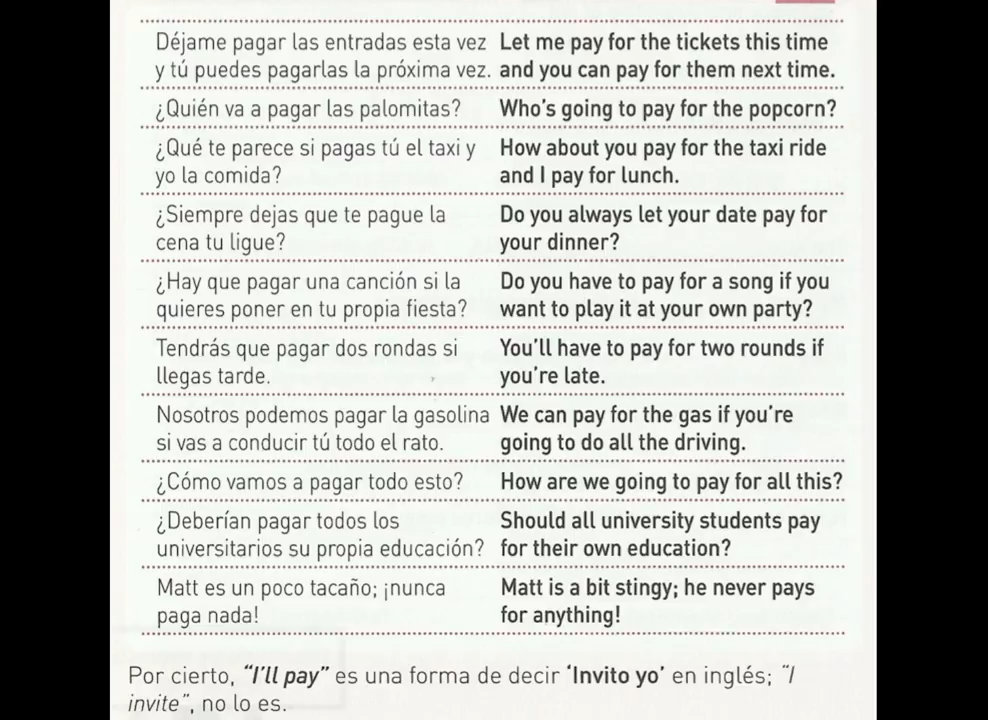 Déjame pagar las entradas esta vez Let me pay for the tickets this time
y tú puedes pagarlas la próxima vez. and you can pay for them next time.
¿Quién va a pagar las palomitas? Who's going to pay for the popcorn?
¿Qué te parece si pagas tú el taxi y How about you pay for the taxi ride
yo la comida? and I pay for lunch.
¿Siempre dejas que te pague la Do you always let your date pay for
cena tu ligue? your dinner?
¿Hay que pagar una canción si la Do you have to pay for a song if you
quieres poner en tu propia fiesta? want to play it at your own party?
Tendrás que pagar dos rondas si You'll have to pay for two rounds if
llegas tarde. you're late.
Nosotros podemos pagar la gasolina We can pay for the gas if you're
si vas a conducir tú todo el rato. going to do all the driving.
¿Cómo vamos a pagar todo esto? How are we going to pay for all this?
¿Deberían pagar todos los Should all university students pay
universitarios su propia educación? for their own education?
Matt es un poco tacaño; ¡nunca Matt is a bit stingy; he never pays
paga nada! for anything!
Por cierto, "I'll pay" es una forma de decir 'Invito yo' en inglés; "I
invite", no lo es.